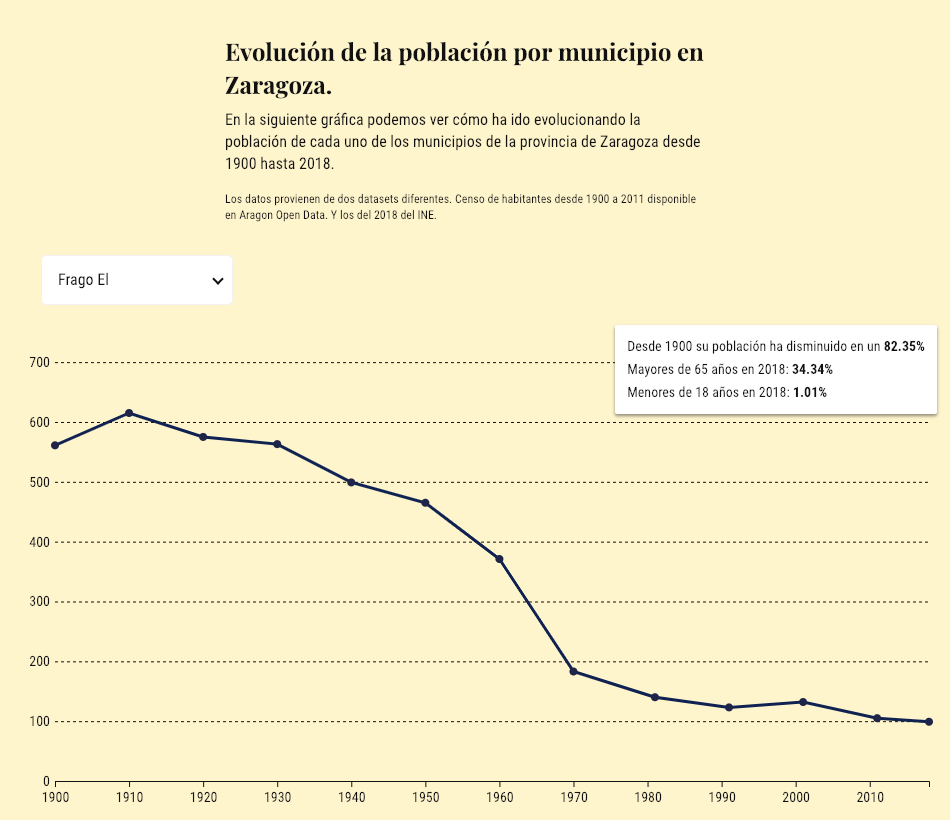 Evolución de la población por municipio en
Zaragoza.
En la siguiente gráfica podemos ver cómo ha ido evolucionando la
población de cada uno de los municipios de la provincia de Zaragoza desde
1900 hasta 2018.
Los datos provienen de dos datasets diferentes. Censo de habitantes desde 1900 a 2011 disponible
en Aragon Open Data. Y los del 2018 del INE.
Frago El
Desde 1900 su población ha disminuido en un 82.35%
Mayores de 65 años en 2018: 34.34%
Menores de 18 años en 2018: 1.01%
700
600
500
400
300
200
100
0
1900 1910 1920 1930 1940 1950 1960 1970 1980 1990 2000 2010